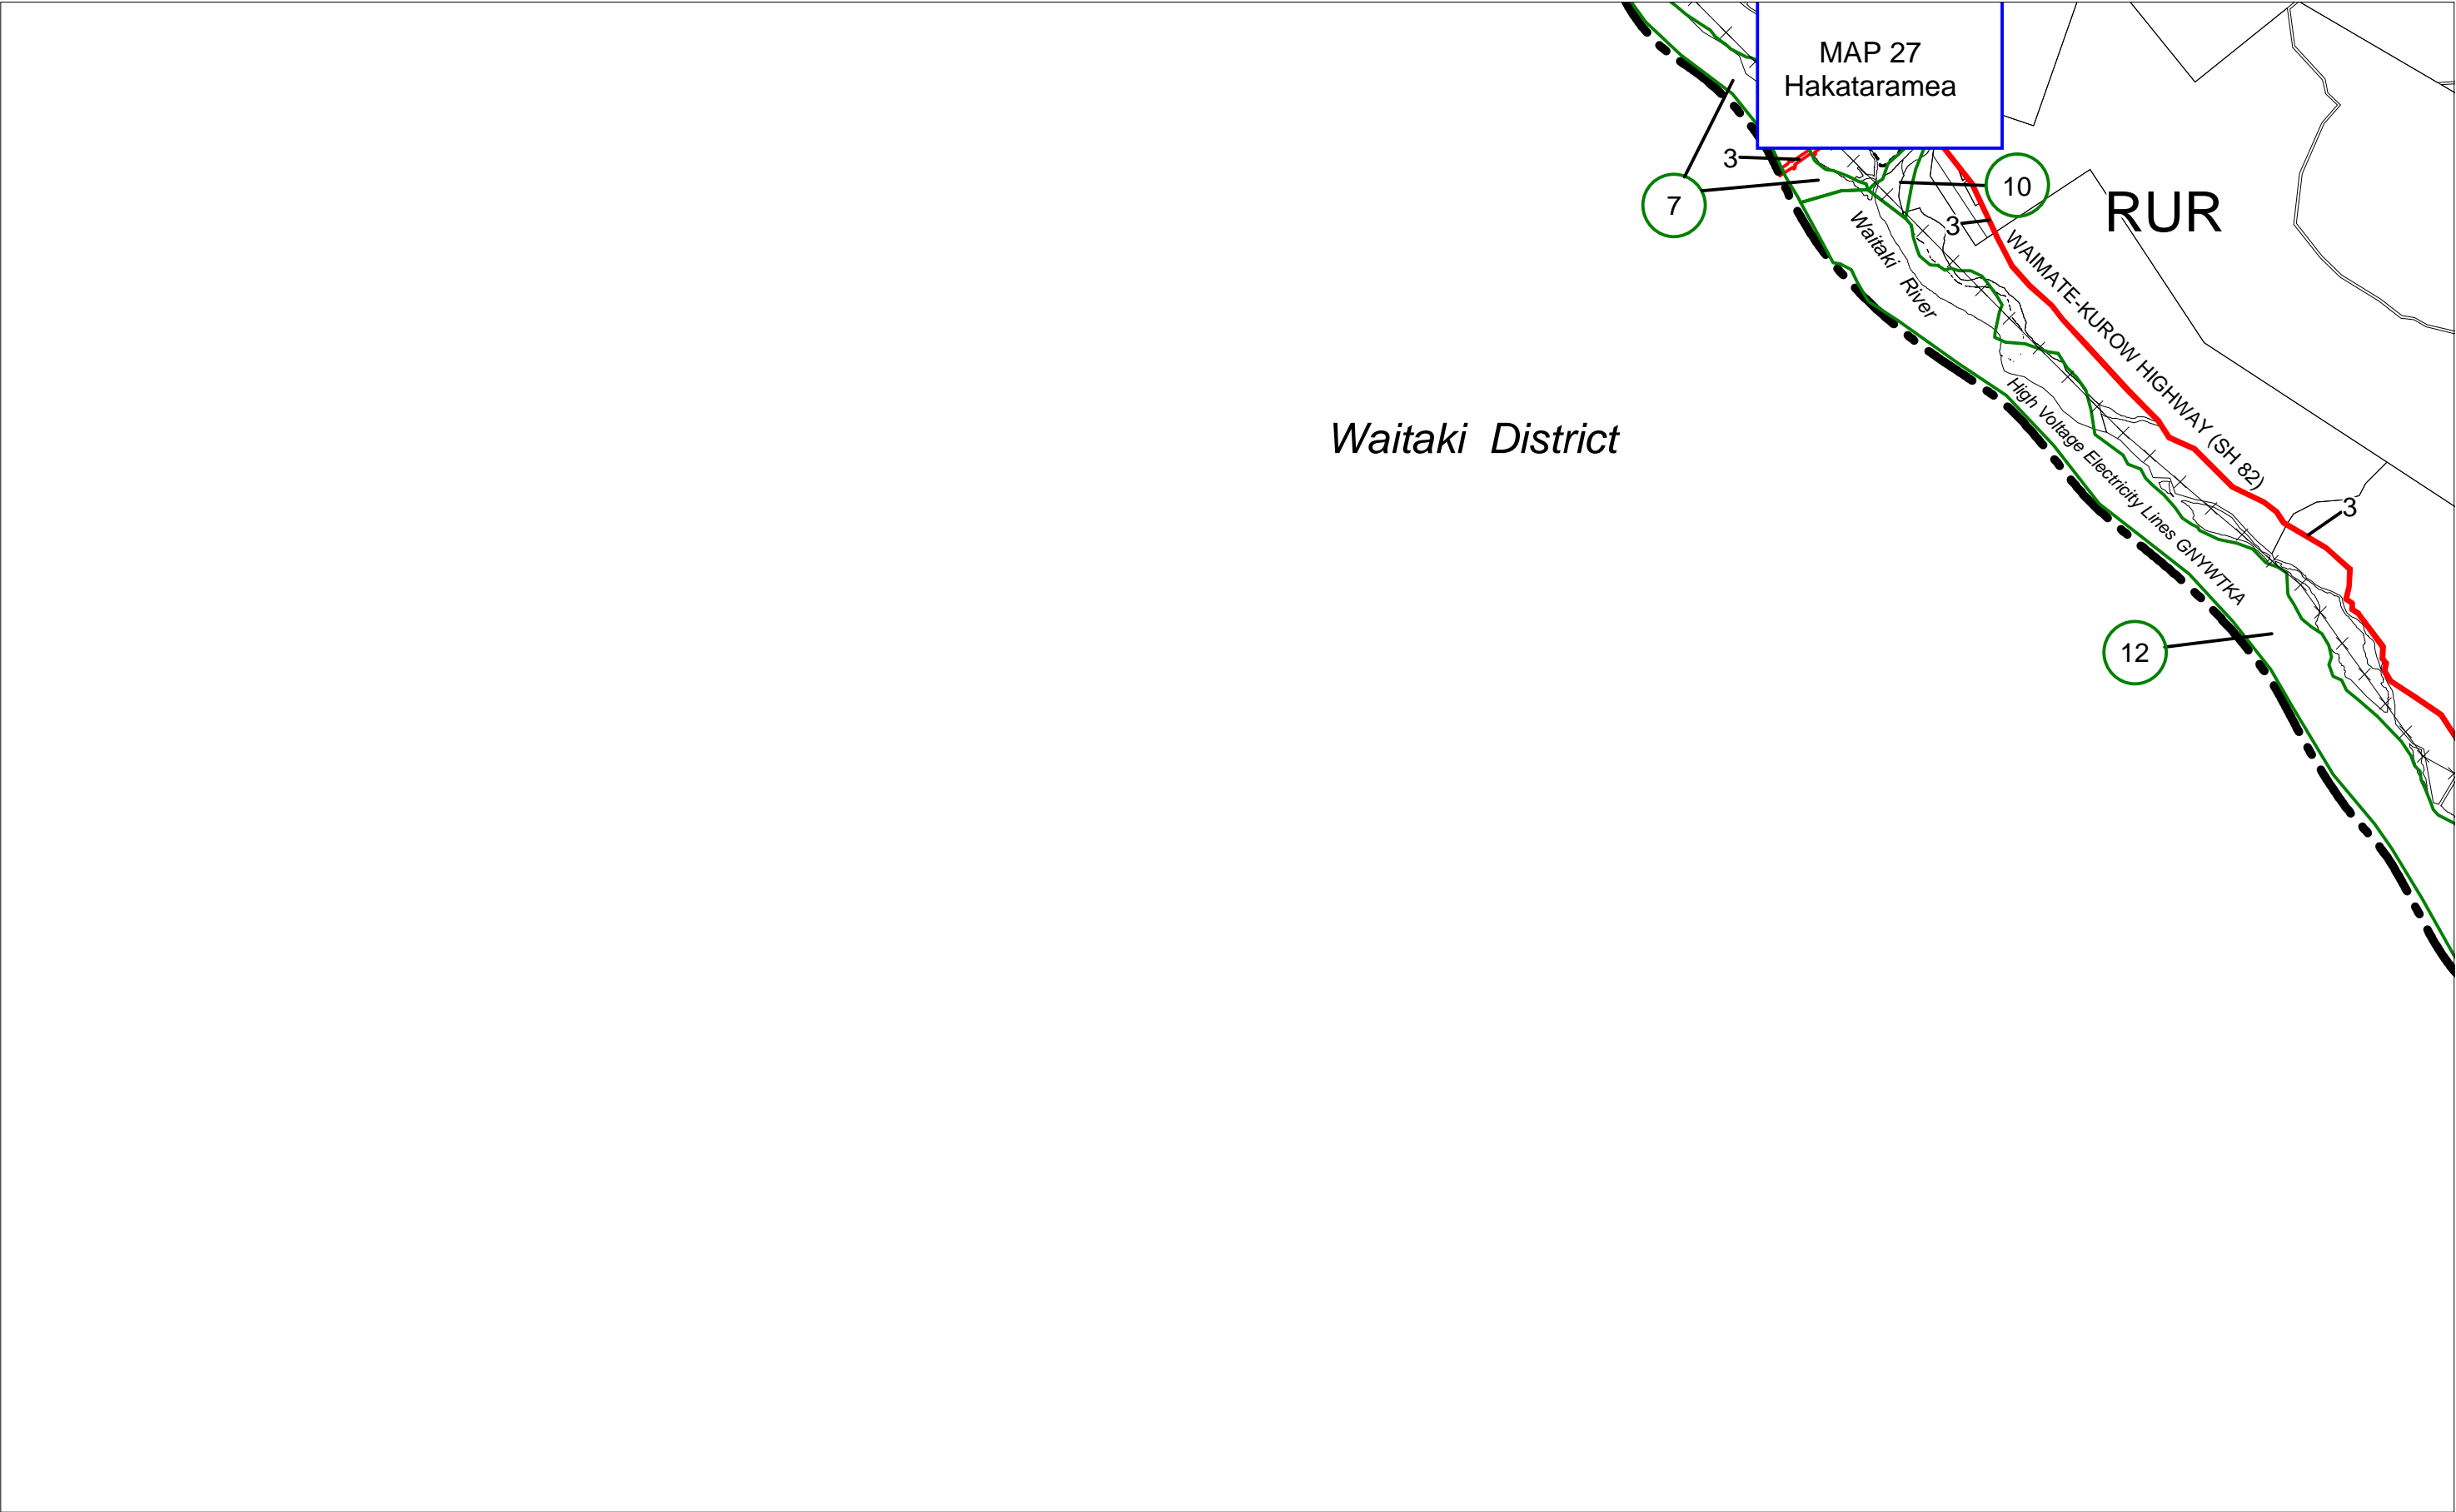 MAP 27
Hakataramea
3
7
10
3
RUR
Waitaki River
WAIMATE-KUROW HIGHWAY (SH 82)
Waitaki District
High Voltage Electricity Lines GNYWTKA
3
12